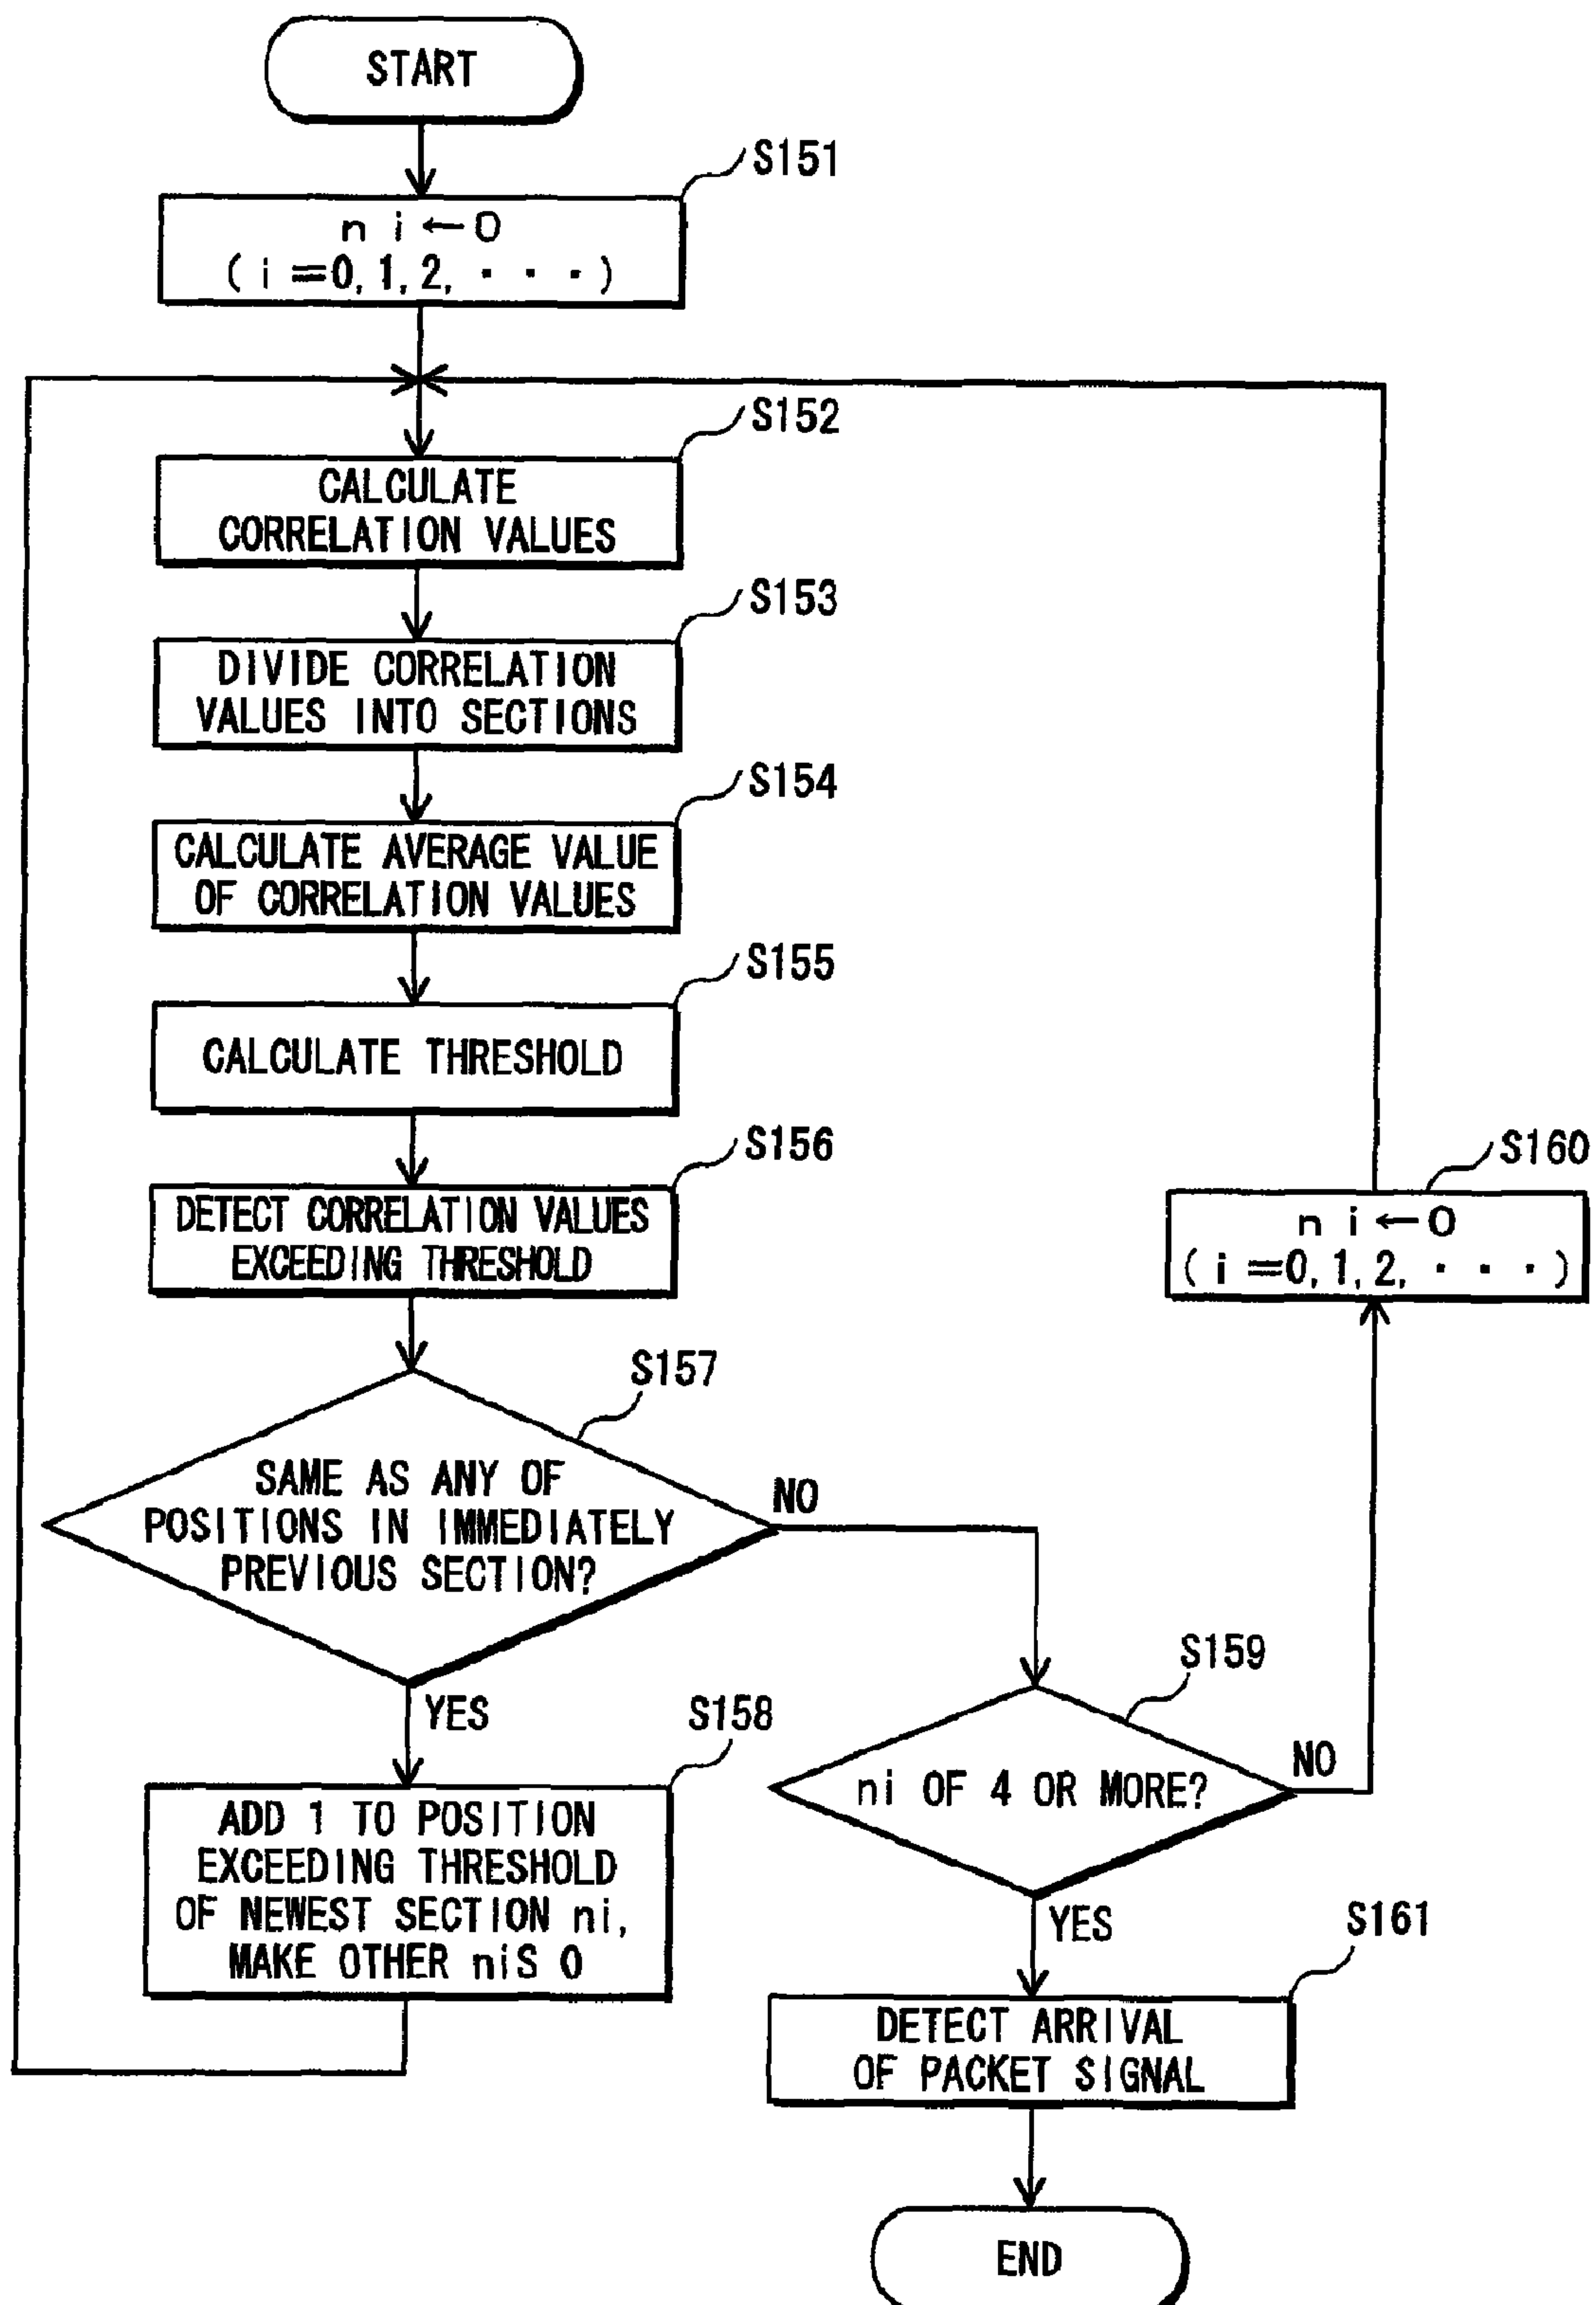 START
S151
n i ← 0
( i =0, 1, 2, · · · )
S152
CALCULATE
CORRELATION VALUES
S153
DIVIDE CORRELATION
VALUES INTO SECTIONS
S154
CALCULATE AVERAGE VALUE
OF CORRELATION VALUES
S155
CALCULATE THRESHOLD
S156
DETECT CORRELATION VALUES
EXCEEDING THRESHOLD
S160
n i ← 0
( i =0, 1, 2, · · · )
S157
SAME AS ANY OF
POSITIONS IN IMMEDIATELY
PREVIOUS SECTION?
NO
YES
S158
ADD 1 TO POSITION
EXCEEDING THRESHOLD
OF NEWEST SECTION ni,
MAKE OTHER niS 0
S159
ni OF 4 OR MORE?
NO
YES
S161
DETECT ARRIVAL
OF PACKET SIGNAL
END